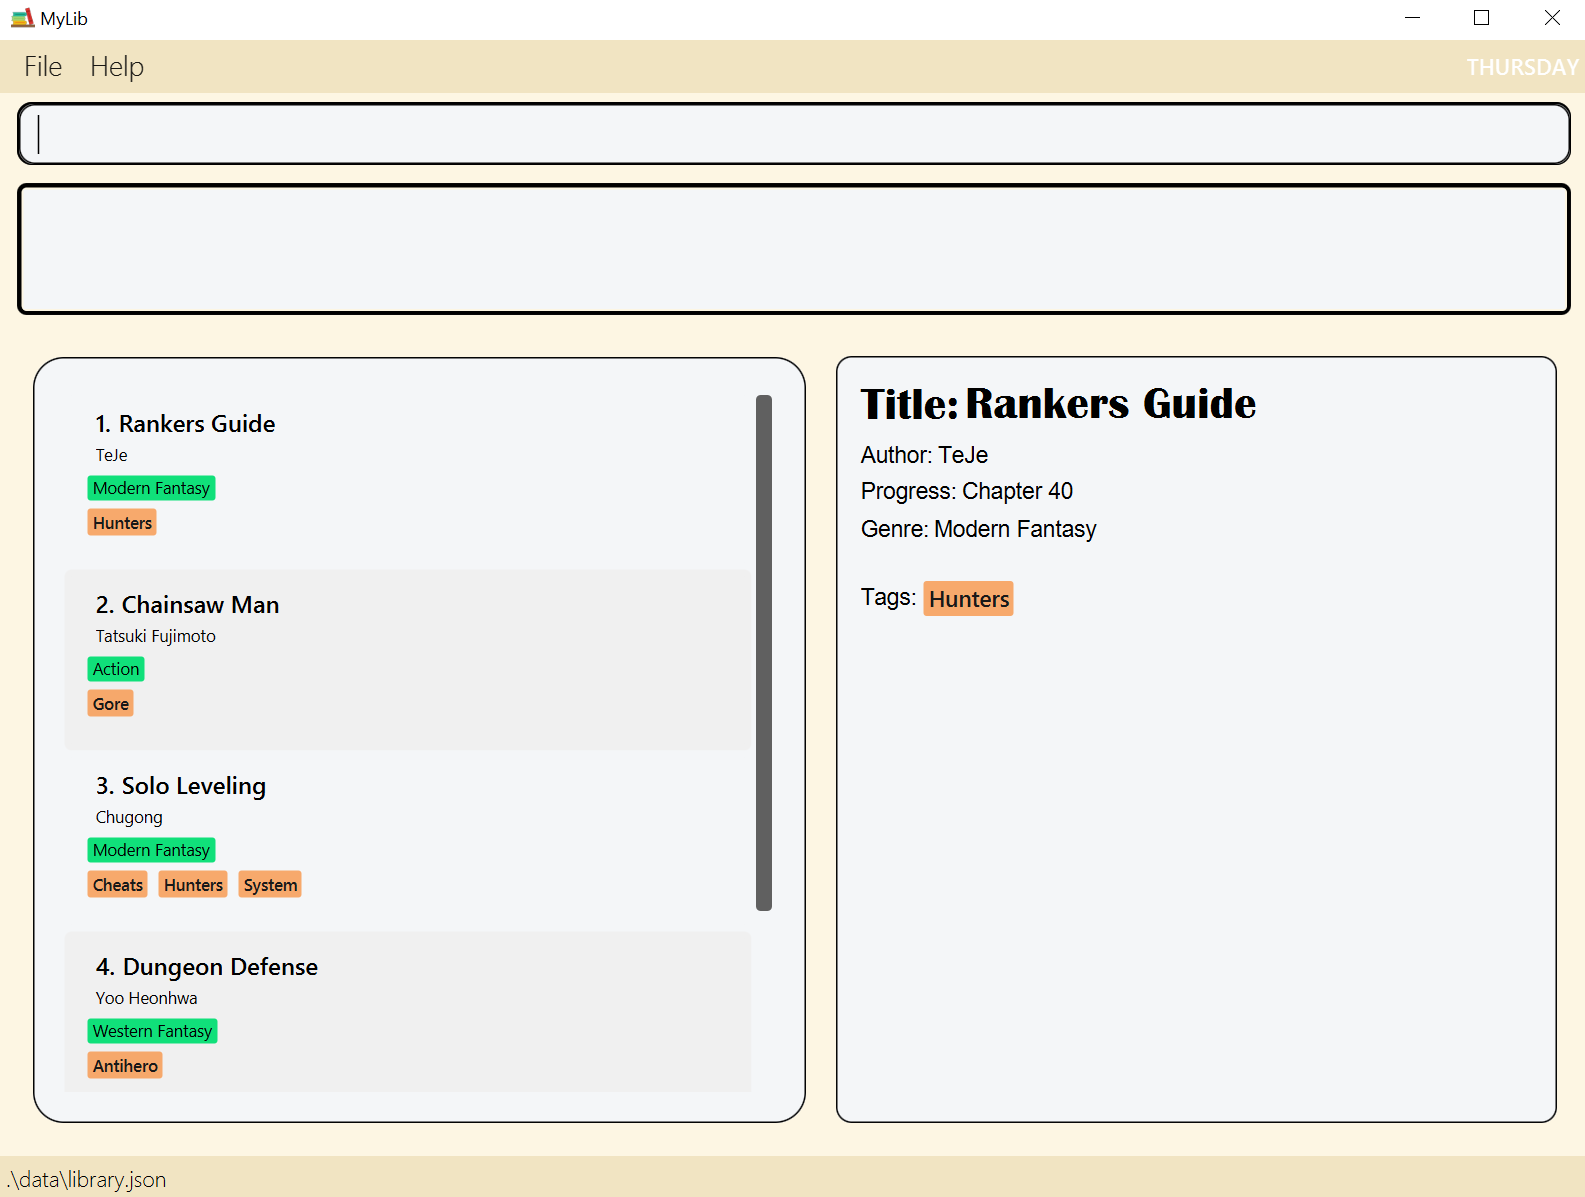 MyLib
File Help THURSDAY
1. Rankers Guide
TeJe
Modern Fantasy
Hunters
2. Chainsaw Man
Tatsuki Fujimoto
Action
Gore
3. Solo Leveling
Chugong
Modern Fantasy
Cheats Hunters System
4. Dungeon Defense
Yoo Heonhwa
Western Fantasy
Antihero
Title: Rankers Guide
Author: TeJe
Progress: Chapter 40
Genre: Modern Fantasy
Tags: Hunters
.\data\library.json